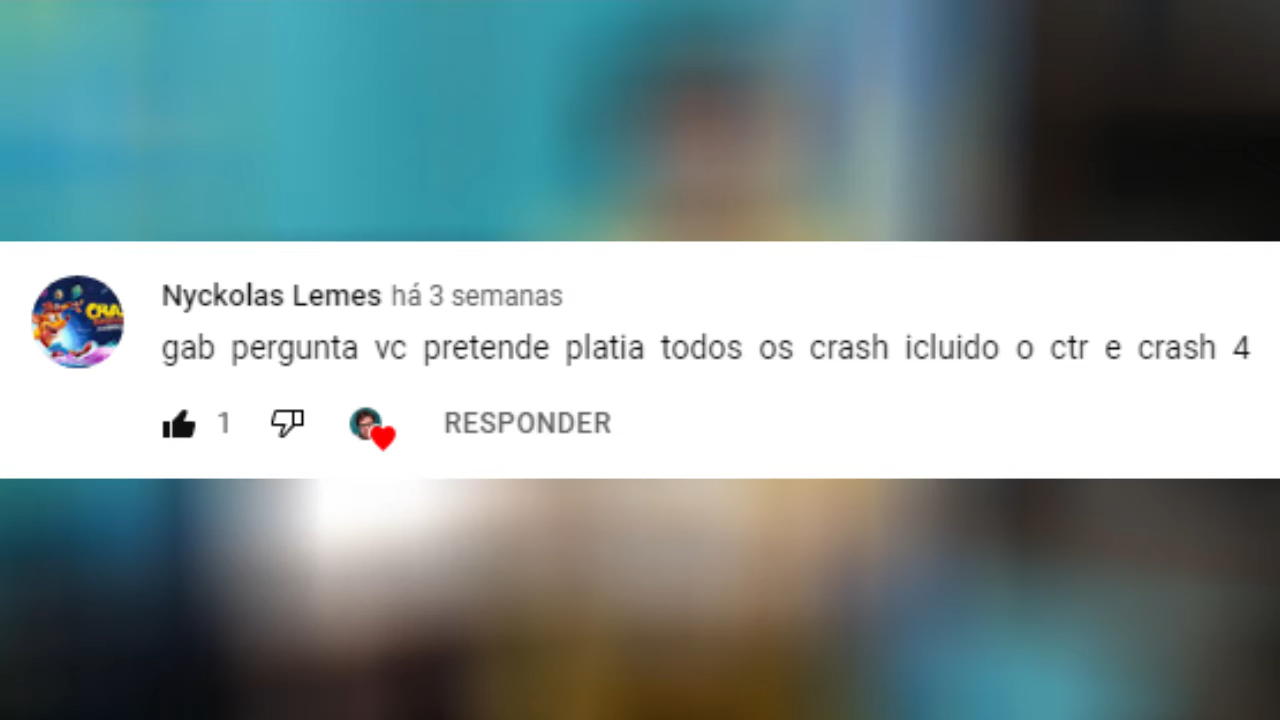 Nyckolas Lemes há 3 semanas
gab pergunta vc pretende platia todos os crash icluido o ctr e crash 4
1 RESPONDER